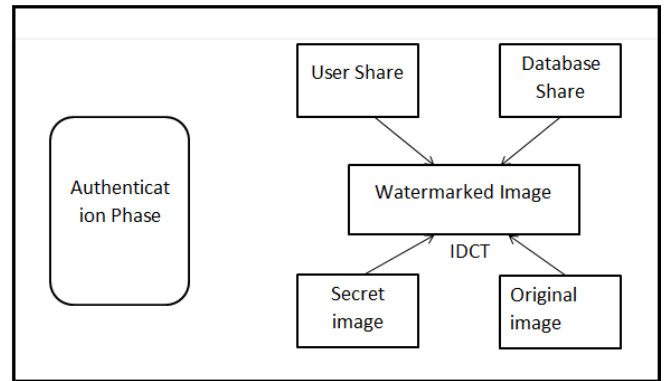 User Share
Database
Share
Authenticat
ion Phase
Watermarked Image
IDCT
Secret
image
Original
image